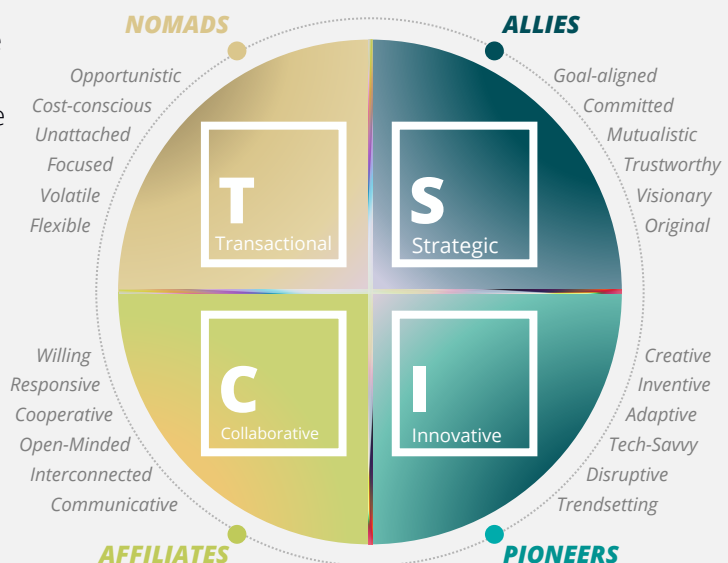 NOMADS
Opportunistic
Cost-conscious
Unattached
Focused
Volatile
Flexible
ALLIES
Goal-aligned
Committed
Mutualistic
Trustworthy
Visionary
Original
T
Transactional
S
Strategic
C
Collaborative
I
Innovative
Willing
Responsive
Cooperative
Open-Minded
Interconnected
Communicative
AFFILIATES
Creative
Inventive
Adaptive
Tech-Savvy
Disruptive
Trendsetting
PIONEERS